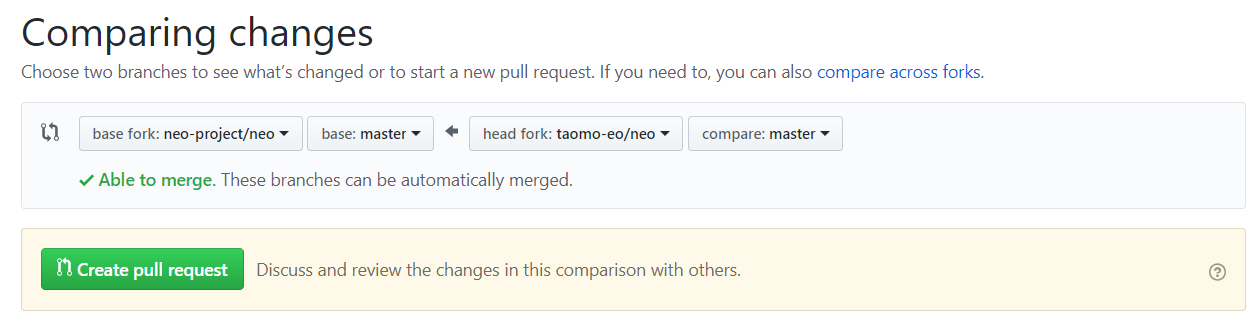 Comparing changes
Choose two branches to see what's changed or to start a new pull request. If you need to, you can also compare across forks.
base fork: neo-project/neo base: master head fork: taomo-eo/neo compare: master
Able to merge. These branches can be automatically merged.
Create pull request Discuss and review the changes in this comparison with others.